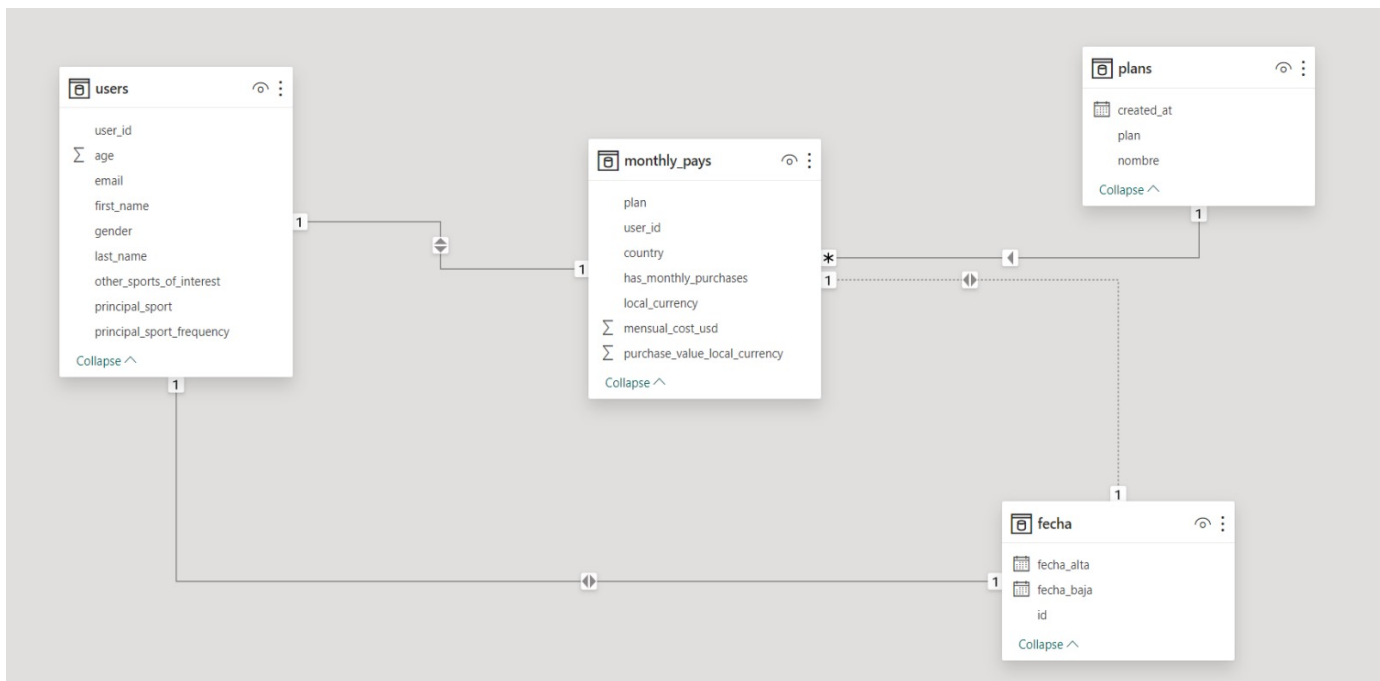 users
user_id
age
email
first_name
gender
last_name
other_sports_of_interest
principal_sport
principal_sport_frequency
Collapse
1
1
monthly_pays
plan
user_id
country
has_monthly_purchases
local_currency
mensual_cost_usd
purchase_value_local_currency
Collapse
1
*
1
plans
created_at
plan
nombre
Collapse
1
1
fecha
fecha_alta
fecha_baja
id
Collapse
1